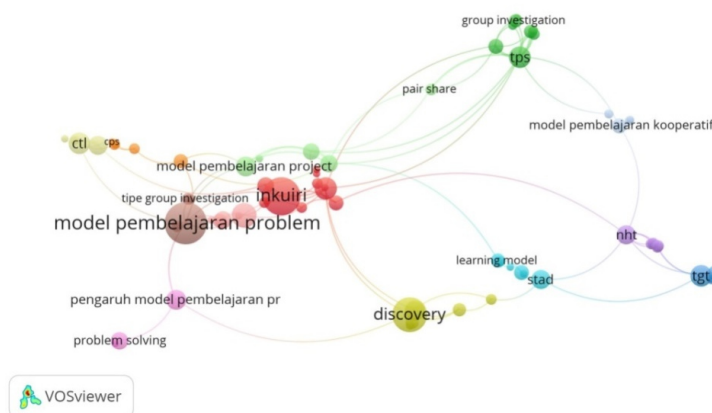 group investigation
tps
pair share
model pembelajaran kooperatif
ctl
cps
model pembelajaran project
tipe group investigation
inkuiri
model pembelajaran problem
nht
learning model
stad
tgt
pengaruh model pembelajaran pr
discovery
problem solving
VOSviewer